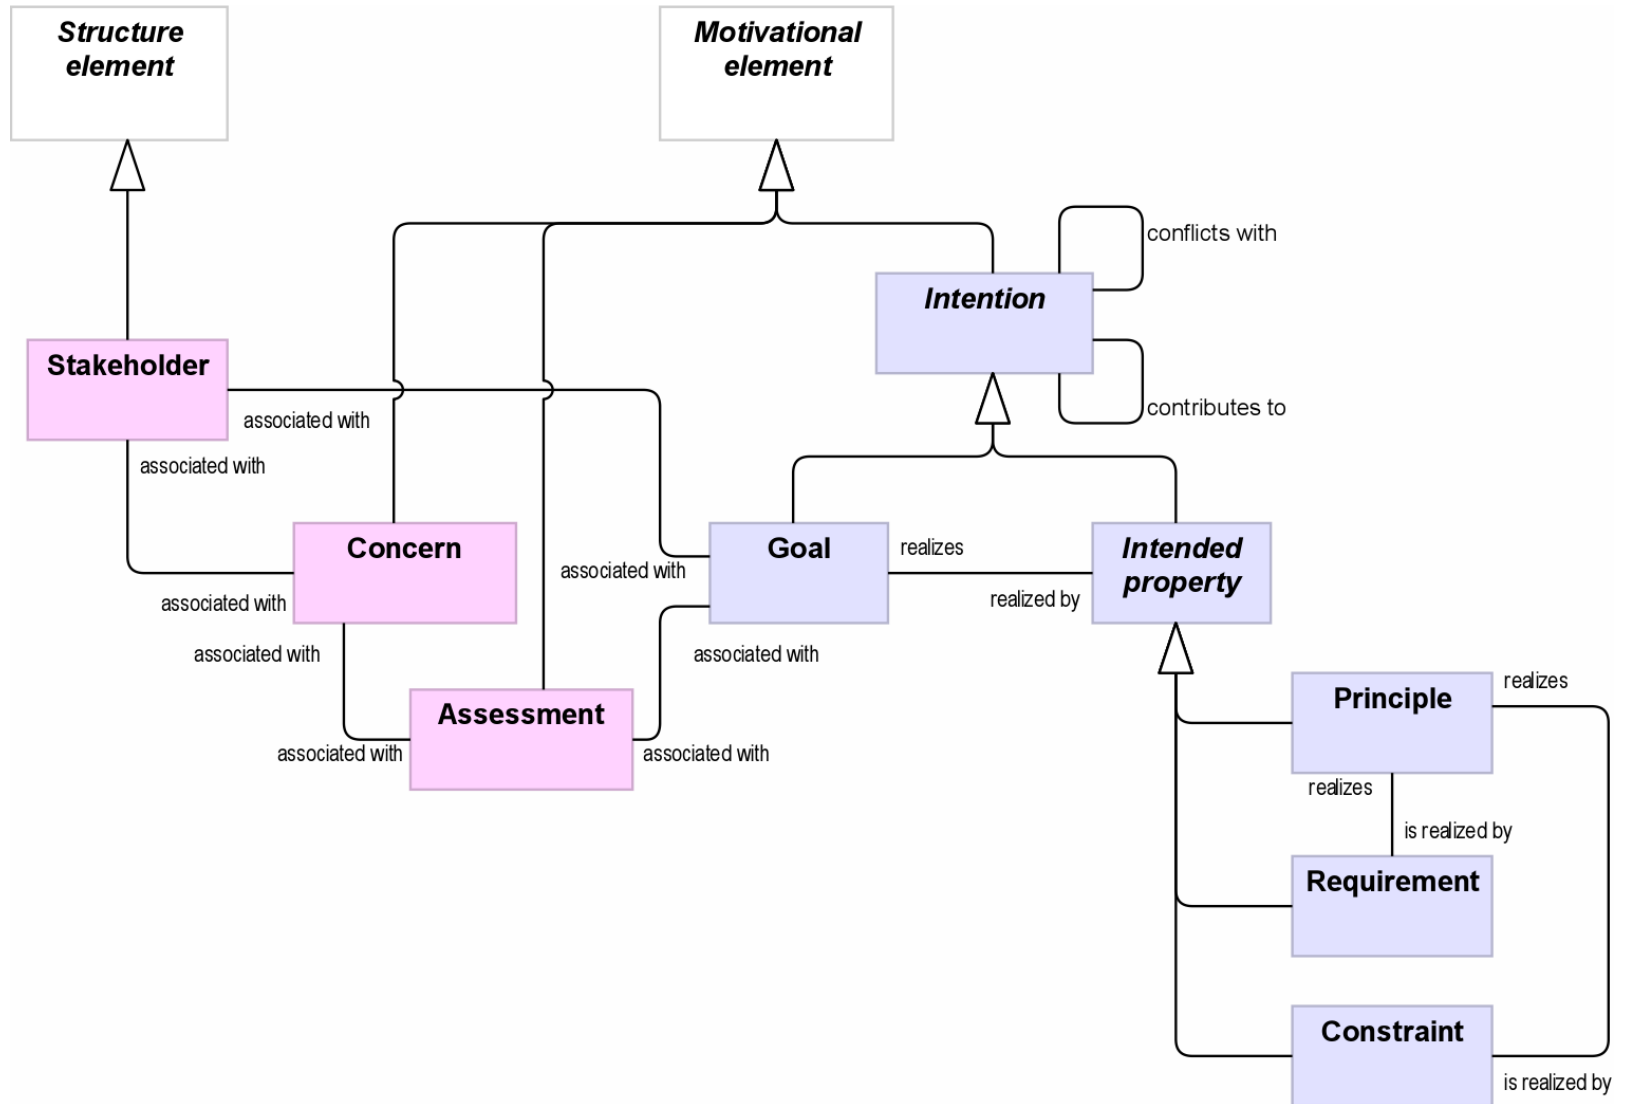 Structure
element
Motivational
element
conflicts with
Intention
Stakeholder
contributes to
associated with
associated with
Concern
Goal
realizes
Intended
property
associated with
realized by
associated with
associated with
associated with
Principle
realizes
Assessment
associated with
associated with
realizes
is realized by
Requirement
Constraint
is realized by